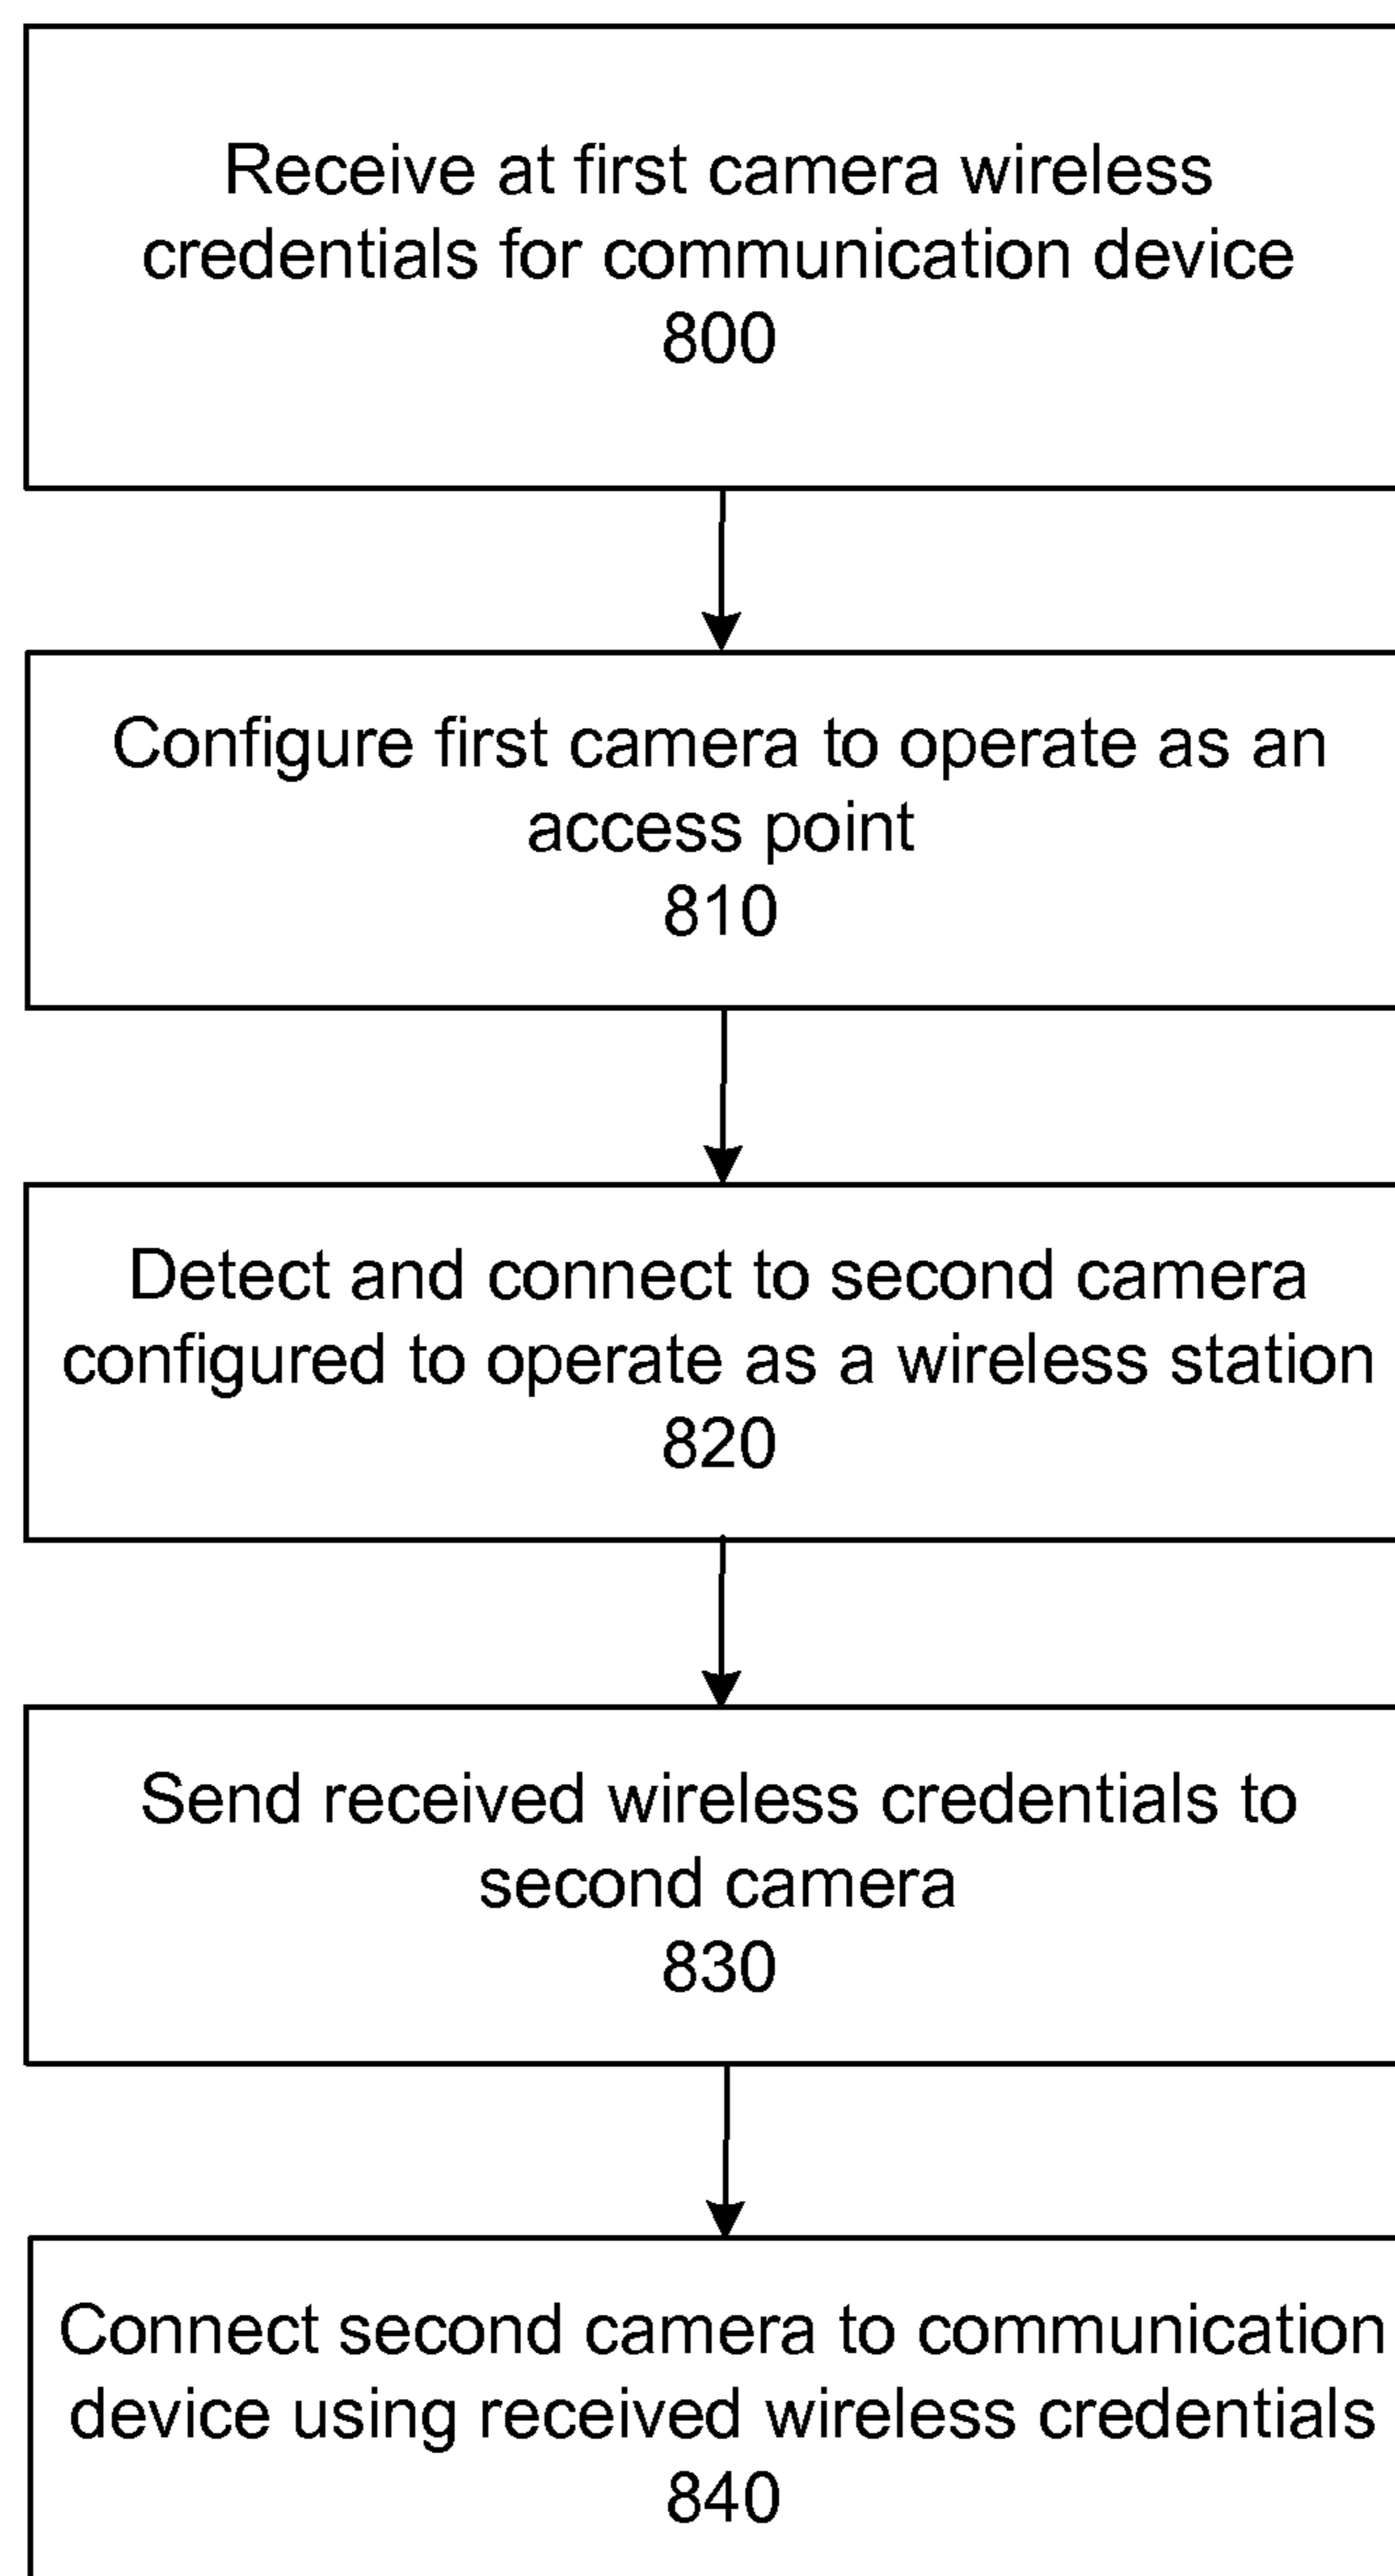 Receive at first camera wireless
credentials for communication device
800
Configure first camera to operate as an
access point
810
Detect and connect to second camera
configured to operate as a wireless station
820
Send received wireless credentials to
second camera
830
Connect second camera to communication
device using received wireless credentials
840